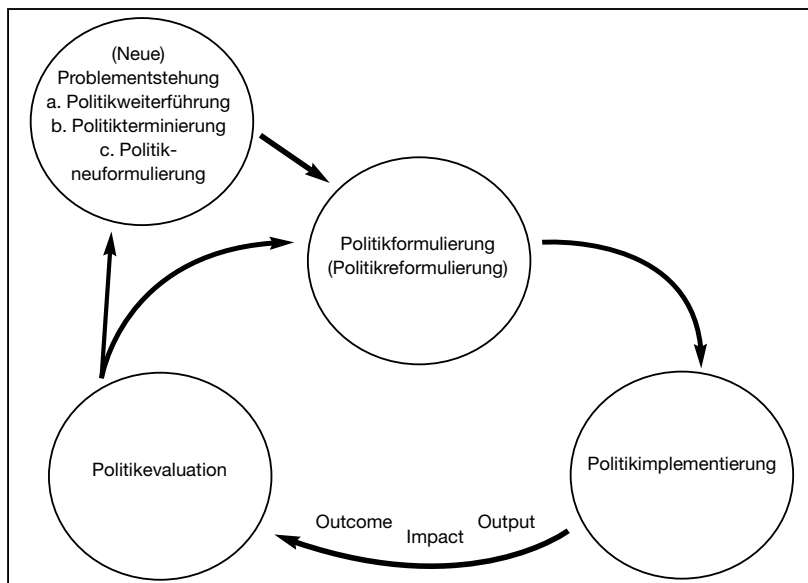 (Neue)
Problementstehung
a. Politikweiterführung
b. Politikterminierung
c. Politik-
neuformulierung
Politikformulierung
(Politikreformulierung)
Politikevaluation
Politikimplementierung
Outcome
Impact
Output